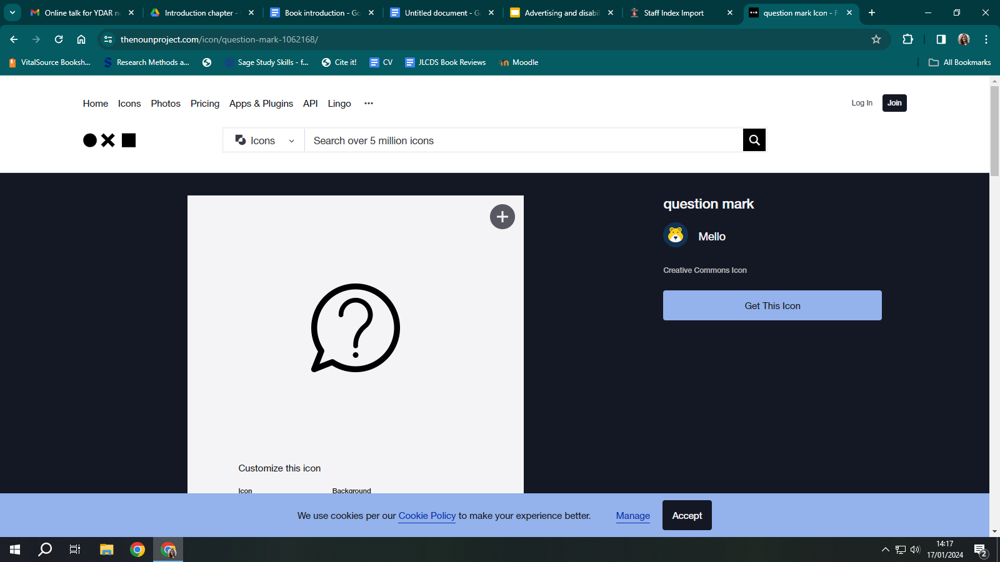 Online talk for YDAR
Introduction chapter -
Book introduction - Go
Untitled document - G
Advertising and disabil
Staff Index Import
question mark Icon - F
thenounproject.com/icon/question-mark-1062168/
VitalSource Booksh...
Research Methods a...
Sage Study Skills - f...
Cite it!
CV
JLCDS Book Reviews
Moodle
All Bookmarks
Home Icons Photos Pricing Apps & Plugins API Lingo ...
Log In Join
Icons
Search over 5 million icons
question mark
Mello
Creative Commons Icon
Get This Icon
?
Customize this icon
Icon Background
We use cookies per our Cookie Policy to make your experience better. Manage Accept
14:17
17/01/2024
2